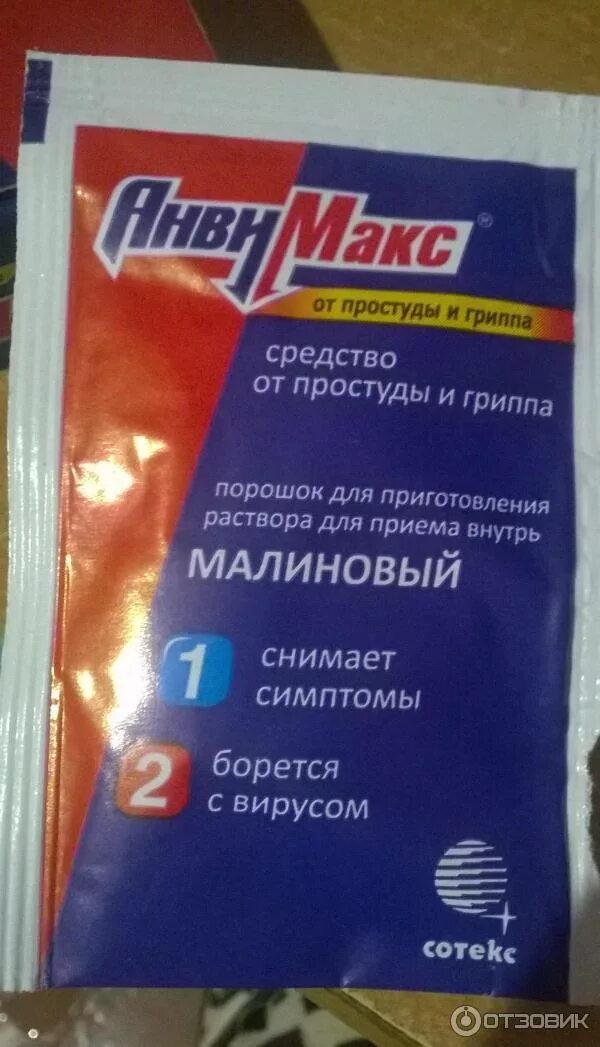 АнвиМакс®
от простуды и гриппа
средство
от простуды и гриппа
порошок для приготовления
раствора для приема внутрь
МАЛИНОВЫЙ
1 снимает
симптомы
2 борется
с вирусом
сотекс
ОТЗОВИК